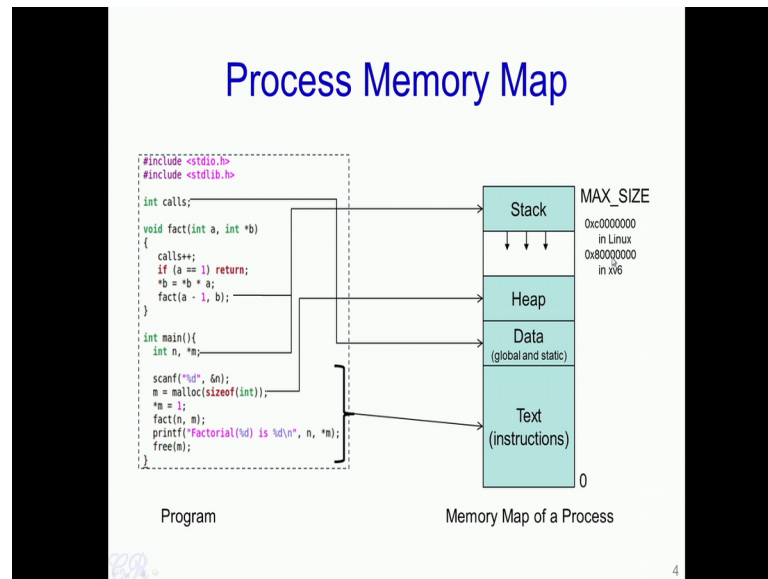 Process Memory Map
#include <stdio.h>
#include <stdlib.h>
int calls;
void fact(int a, int *b)
{
calls++;
if (a == 1) return;
*b = *b * a;
fact(a - 1, b);
}
int main(){
int n, *m;
scanf("%d", &n);
m = malloc(sizeof(int));
*m = 1;
fact(n, m);
printf("Factorial(%d) is %d\n", n, *m);
free(m);
}
Program
Stack
Heap
Data
(global and static)
Text
(instructions)
MAX_SIZE
0xc0000000
in Linux
0x80000000
in xv6
0
Memory Map of a Process
4